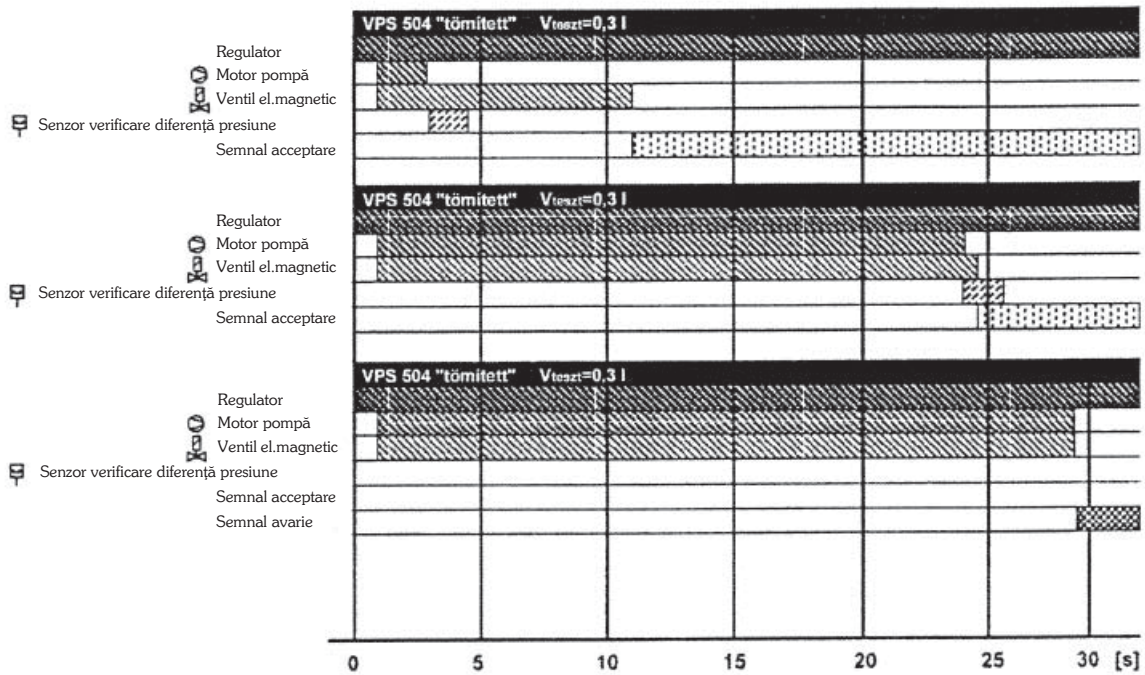 VPS 504 "tömített" Vteszt=0,3 l
Regulator
Motor pompă
Ventil el.magnetic
Senzor verificare diferență presiune
Semnal acceptare
VPS 504 "tömített" Vteszt=0,3 l
Regulator
Motor pompă
Ventil el.magnetic
Senzor verificare diferență presiune
Semnal acceptare
VPS 504 "tömített" Vteszt=0,3 l
Regulator
Motor pompă
Ventil el.magnetic
Senzor verificare diferență presiune
Semnal acceptare
Semnal avarie
0 5 10 15 20 25 30 [s]